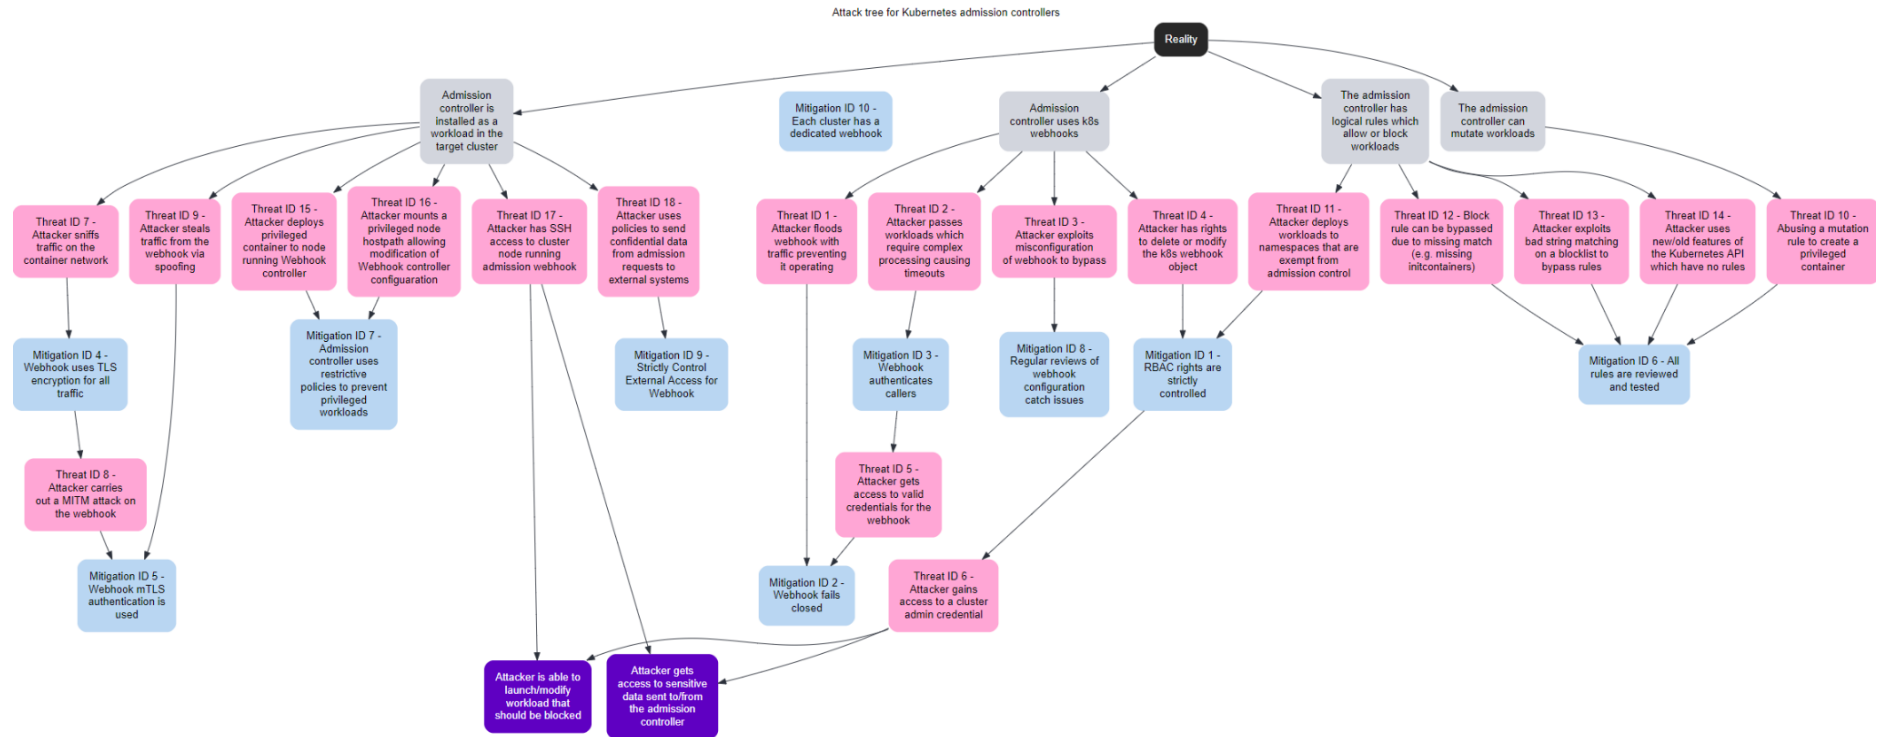 Attack tree for Kubernetes admission controllers
Reality
Admission
controller is
installed as a
workload in the
target cluster
Mitigation ID 10 -
Each cluster has a
dedicated webhook
Admission
controller uses k8s
webhooks
The admission
controller has
logical rules which
allow or block
workloads
The admission
controller can
mutate workloads
Threat ID 7 -
Attacker sniffs
traffic on the
container network
Threat ID 9 -
Attacker steals
traffic from the
webhook via
spoofing
Threat ID 15 -
Attacker deploys
privileged
container to node
running Webhook
controller
Threat ID 16 -
Attacker mounts a
privileged node
hostpath allowing
modification of
Webhook controller
configuaration
Threat ID 17 -
Attacker has SSH
access to cluster
node running
admission webhook
Threat ID 18 -
Attacker uses
policies to send
confidential data
from admission
requests to
external systems
Threat ID 1 -
Attacker floods
webhook with
traffic preventing
it operating
Threat ID 2 -
Attacker passes
workloads which
require complex
processing causing
timeouts
Threat ID 3 -
Attacker exploits
misconfiguration
of webhook to bypass
Threat ID 4 -
Attacker has rights
to delete or modify
the k8s webhook
object
Threat ID 11 -
Attacker deploys
workloads to
namespaces that are
exempt from
admission control
Threat ID 12 - Block
rule can be bypassed
due to missing match
(e.g. missing
initcontainers)
Threat ID 13 -
Attacker exploits
bad string matching
on a blocklist to
bypass rules
Threat ID 14 -
Attacker uses
new/old features of
the Kubernetes API
which have no rules
Threat ID 10 -
Abusing a mutation
rule to create a
privileged
container
Mitigation ID 4 -
Webhook uses TLS
encryption for all
traffic
Mitigation ID 7 -
Admission
controller uses
restrictive
policies to prevent
privileged
workloads
Mitigation ID 9 -
Strictly Control
External Access for
Webhook
Mitigation ID 3 -
Webhook
authenticates
callers
Mitigation ID 8 -
Regular reviews of
webhook
configuration
catch issues
Mitigation ID 1 -
RBAC rights are
strictly
controlled
Mitigation ID 6 - All
rules are reviewed
and tested
Threat ID 8 -
Attacker carries
out a MITM attack on
the webhook
Threat ID 5 -
Attacker gets
access to valid
credentials for the
webhook
Mitigation ID 5 -
Webhook mTLS
authentication is
used
Mitigation ID 2 -
Webhook fails
closed
Threat ID 6 -
Attacker gains
access to a cluster
admin credential
Attacker is able to
launch/modify
workload that
should be blocked
Attacker gets
access to sensitive
data sent to/from
the admission
controller